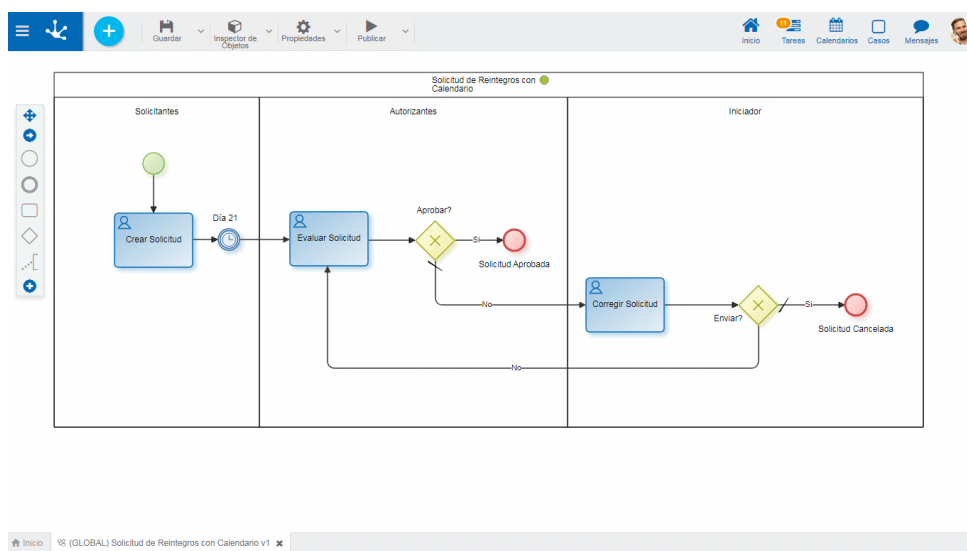 Guardar
Inspector de
Objetos
Propiedades
Publicar
Inicio
11
Tareas
Calendarios
Casos
Mensajes
Solicitud de Reintegros con
Calendario
Solicitantes
Autorizantes
Iniciador
Crear Solicitud
Día 21
Evaluar Solicitud
Aprobar?
Si
Solicitud Aprobada
No
Corregir Solicitud
Enviar?
Si
Solicitud Cancelada
No
inicio
(GLOBAL) Solicitud de Reintegros con Calendario v1